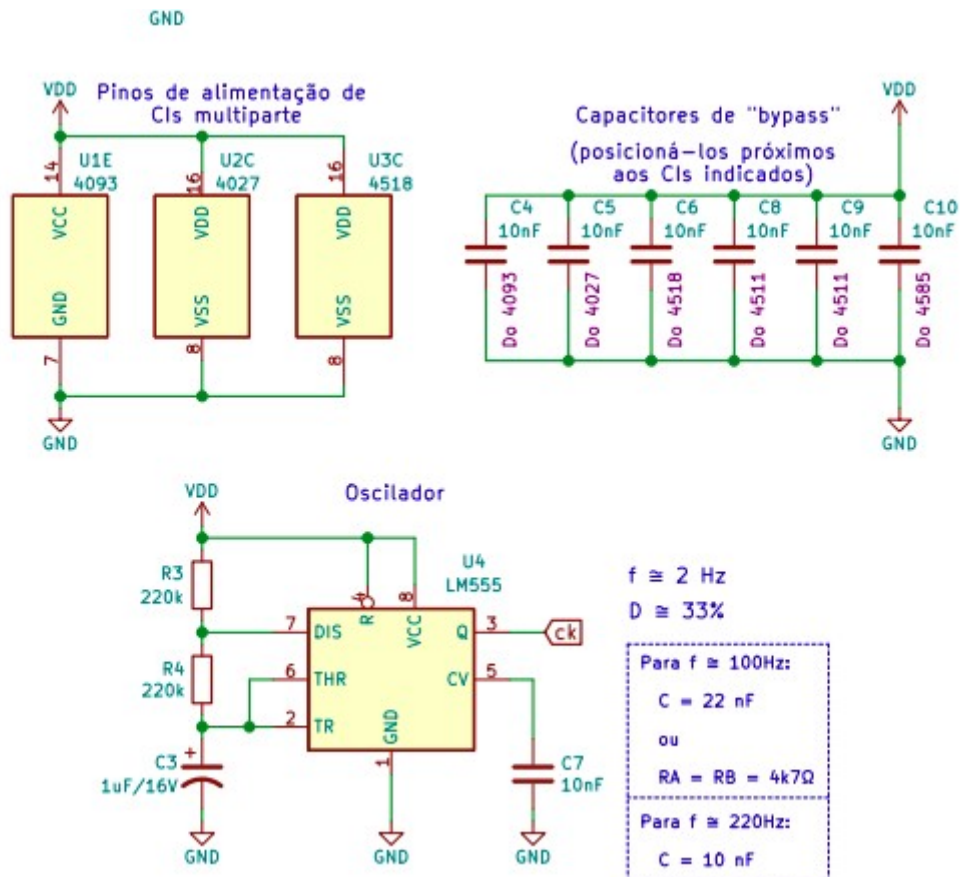 GND
VDD
Pinos de alimentação de
CIs multiparte
14
U1E
4093
VCC
GND
7
16
U2C
4027
VDD
VSS
8
16
U3C
4518
VDD
VSS
8
GND
VDD
Capacitores de "bypass"
(posicioná-los próximos
aos CIs indicados)
C4
10nF
Do 4093
C5
10nF
Do 4027
C6
10nF
Do 4518
C8
10nF
Do 4511
C9
10nF
Do 4511
C10
10nF
Do 4585
GND
Oscilador
VDD
R3
220k
R4
220k
+
C3
1uF/16V
GND
U4
LM555
4
R
8
VCC
7
DIS
6
THR
2
TR
Q
3
ck
CV
5
GND
1
GND
C7
10nF
GND
f ≅ 2 Hz
D ≅ 33%
Para f ≅ 100Hz:
C = 22 nF
ou
RA = RB = 4k7Ω
Para f ≅ 220Hz:
C = 10 nF